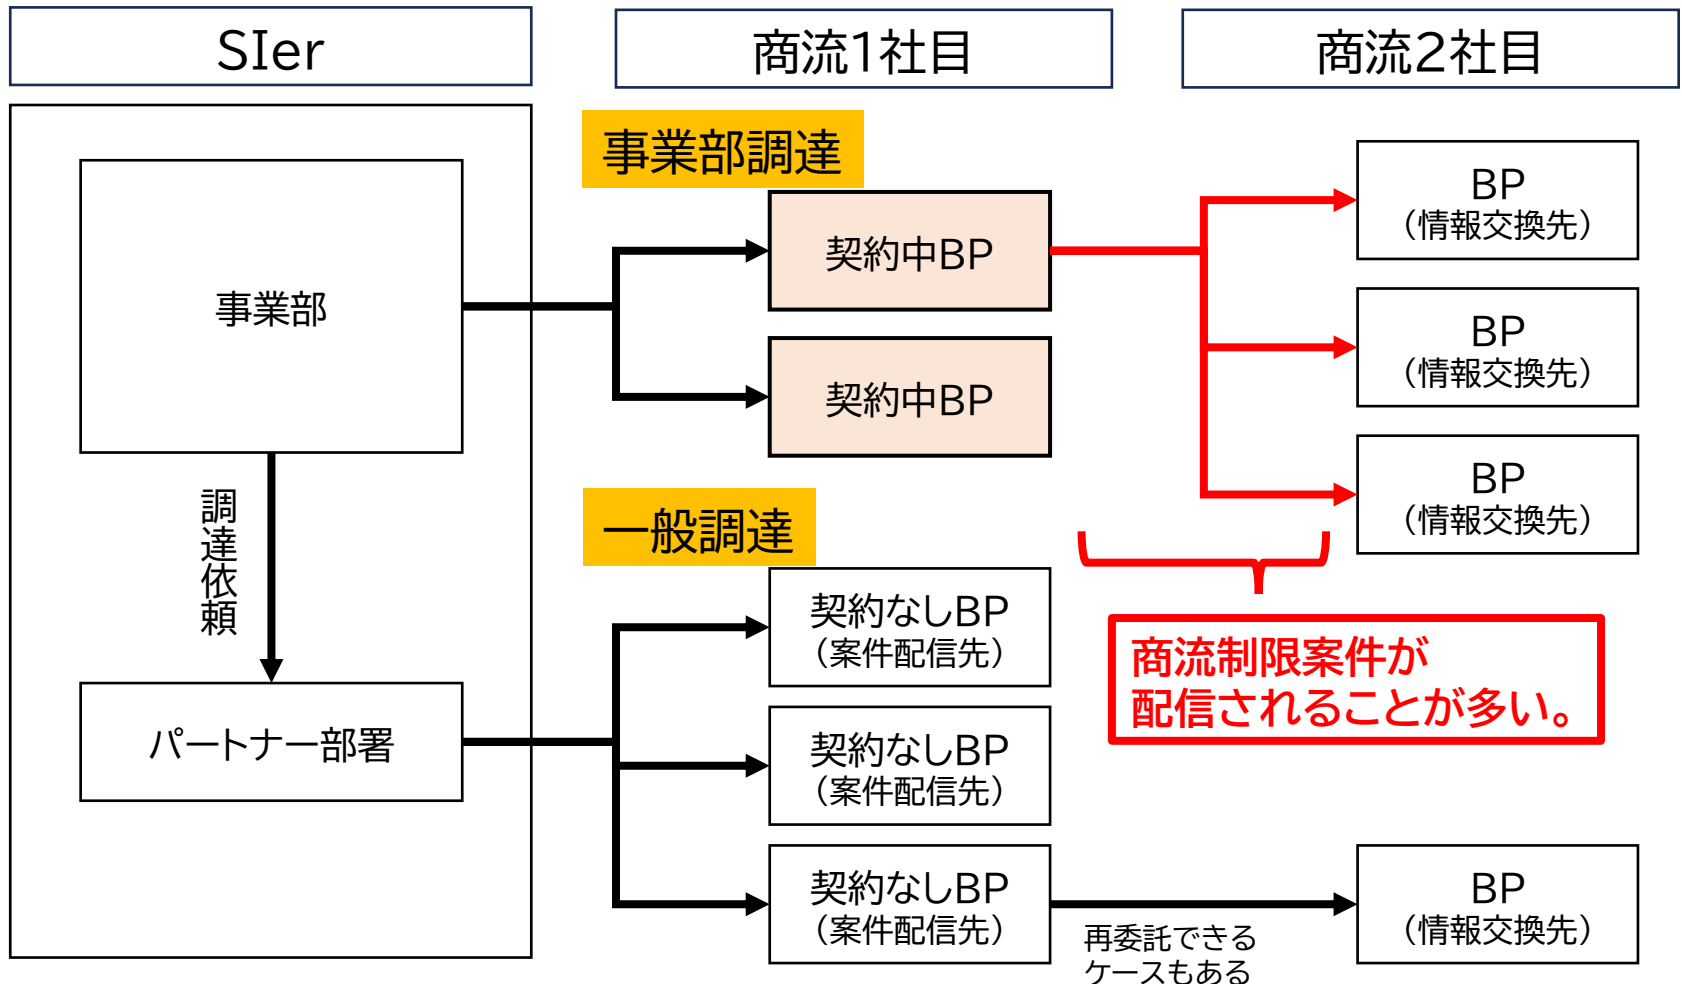 SIer
商流1社目
商流2社目
事業部調達
事業部
契約中BP
契約中BP
BP
（情報交換先）
BP
（情報交換先）
BP
（情報交換先）
調達依頼
パートナー部署
一般調達
契約なしBP
（案件配信先）
契約なしBP
（案件配信先）
契約なしBP
（案件配信先）
商流制限案件が
配信されることが多い。
再委託できる
ケースもある
BP
（情報交換先）